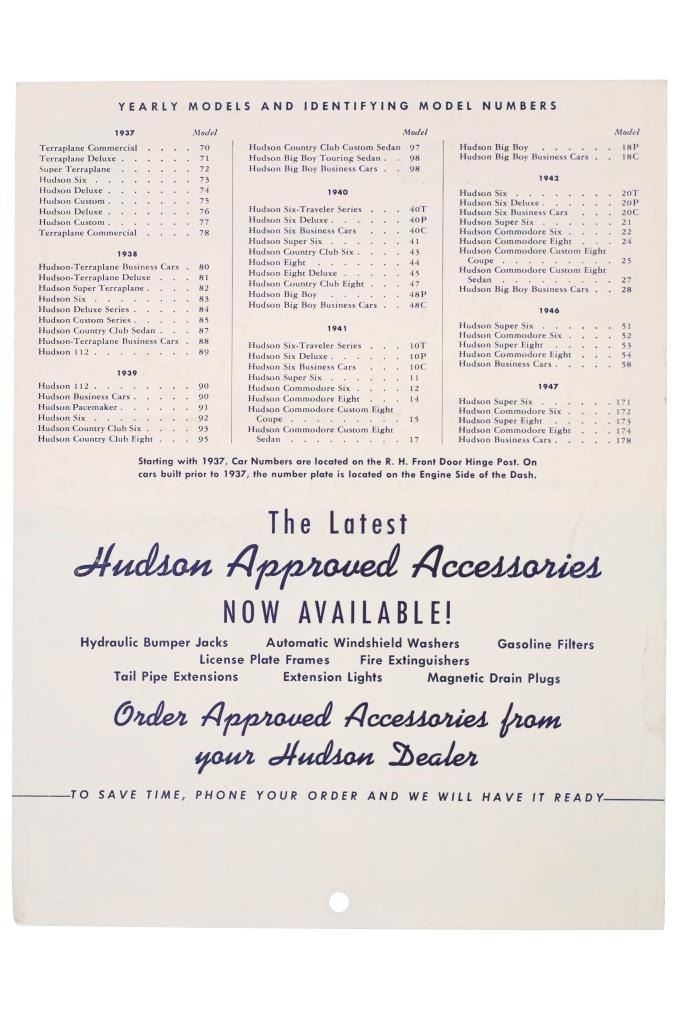 YEARLY MODELS AND IDENTIFYING MODEL NUMBERS
1937 Model
Terraplane Commercial . . . . 70
Terraplane Deluxe . . . . . . . 71
Super Terraplane . . . . . . . 72
Hudson Six . . . . . . . . . 73
Hudson Deluxe . . . . . . . . 74
Hudson Custom . . . . . . . . 75
Hudson Deluxe . . . . . . . . 76
Hudson Custom . . . . . . . . 77
Terraplane Commercial . . . . 78
1938
Hudson-Terraplane Business Cars . 80
Hudson-Terraplane Deluxe . . . 81
Hudson Super Terraplane . . . . 82
Hudson Six . . . . . . . . . 83
Hudson Deluxe Series . . . . . 84
Hudson Custom Series . . . . . 85
Hudson Country Club Sedan . . . 87
Hudson-Terraplane Business Cars . 88
Hudson 112 . . . . . . . . . 89
1939
Hudson 112 . . . . . . . . . 90
Hudson Business Cars . . . . . 90
Hudson Pacemaker . . . . . . . 91
Hudson Six . . . . . . . . . 92
Hudson Country Club Six . . . . 93
Hudson Country Club Eight . . . 95
Model
Hudson Country Club Custom Sedan 97
Hudson Big Boy Touring Sedan . . 98
Hudson Big Boy Business Cars . . 98
1940
Hudson Six-Traveler Series . . . 40T
Hudson Six Deluxe . . . . . . 40P
Hudson Six Business Cars . . . 40C
Hudson Super Six . . . . . . 41
Hudson Country Club Six . . . . 43
Hudson Eight . . . . . . . . 44
Hudson Eight Deluxe . . . . . 45
Hudson Country Club Eight . . . 47
Hudson Big Boy . . . . . . . 48P
Hudson Big Boy Business Cars . . 48C
1941
Hudson Six-Traveler Series . . . 10T
Hudson Six Deluxe . . . . . . 10P
Hudson Six Business Cars . . . 10C
Hudson Super Six . . . . . . 11
Hudson Commodore Six . . . . . 12
Hudson Commodore Eight . . . . 14
Hudson Commodore Custom Eight
Coupe . . . . . . . . . 15
Hudson Commodore Custom Eight
Sedan . . . . . . . . . 17
Model
Hudson Big Boy . . . . . . 18P
Hudson Big Boy Business Cars . . 18C
1942
Hudson Six . . . . . . . . 20T
Hudson Six Deluxe . . . . . . 20P
Hudson Six Business Cars . . . 20C
Hudson Super Six . . . . . . 21
Hudson Commodore Six . . . . . 22
Hudson Commodore Eight . . . . 24
Hudson Commodore Custom Eight
Coupe . . . . . . . . . 25
Hudson Commodore Custom Eight
Sedan . . . . . . . . . 27
Hudson Big Boy Business Cars . . 28
1946
Hudson Super Six . . . . . . 51
Hudson Commodore Six . . . . . 52
Hudson Super Eight . . . . . . 53
Hudson Commodore Eight . . . . 54
Hudson Business Cars . . . . . 58
1947
Hudson Super Six . . . . . . 171
Hudson Commodore Six . . . . . 172
Hudson Super Eight . . . . . . 173
Hudson Commodore Eight . . . . 174
Hudson Business Cars . . . . . 178
Starting with 1937, Car Numbers are located on the R. H. Front Door Hinge Post. On
cars built prior to 1937, the number plate is located on the Engine Side of the Dash.
The Latest
Hudson Approved Accessories
NOW AVAILABLE!
Hydraulic Bumper Jacks Automatic Windshield Washers Gasoline Filters
License Plate Frames Fire Extinguishers
Tail Pipe Extensions Extension Lights Magnetic Drain Plugs
Order Approved Accessories from
your Hudson Dealer
TO SAVE TIME, PHONE YOUR ORDER AND WE WILL HAVE IT READY